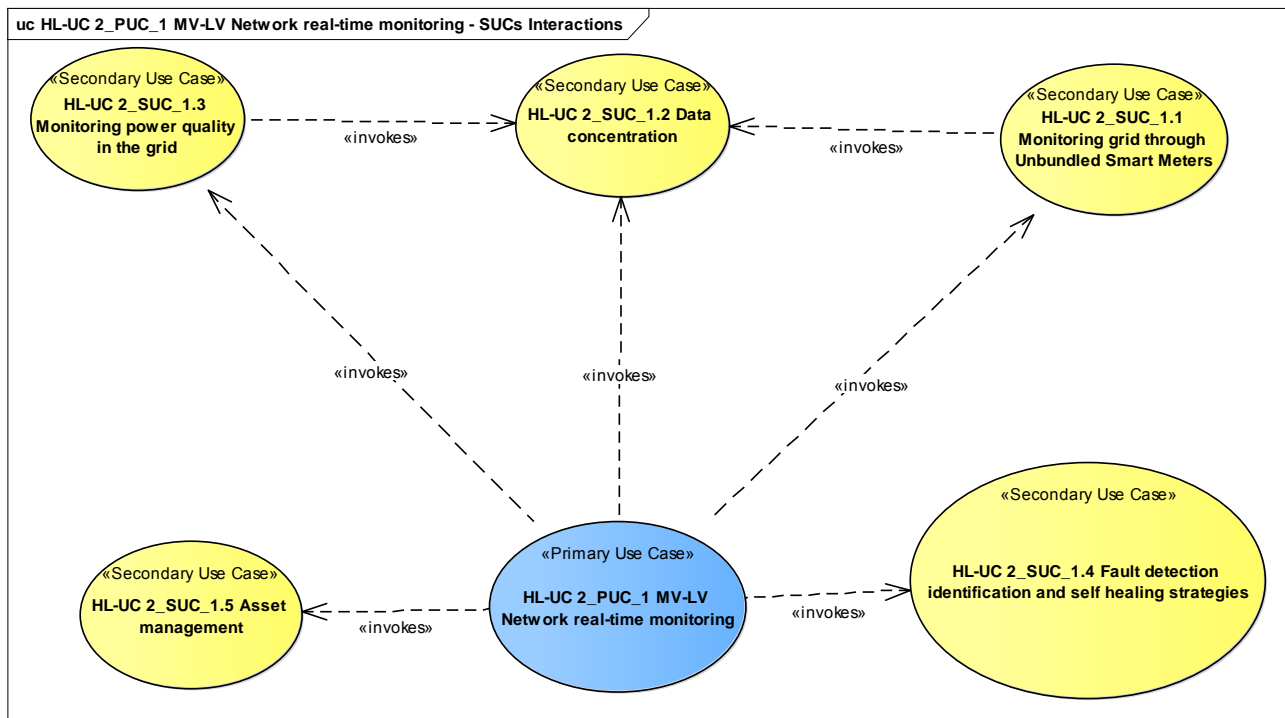 uc HL-UC 2_PUC_1 MV-LV Network real-time monitoring - SUCs Interactions
«Secondary Use Case»
HL-UC 2_SUC_1.3
Monitoring power quality
in the grid
«invokes»
«Secondary Use Case»
HL-UC 2_SUC_1.2 Data
concentration
«invokes»
«Secondary Use Case»
HL-UC 2_SUC_1.1
Monitoring grid through
Unbundled Smart Meters
«invokes»
«invokes»
«invokes»
«Secondary Use Case»
HL-UC 2_SUC_1.5 Asset
management
«invokes»
«Primary Use Case»
HL-UC 2_PUC_1 MV-LV
Network real-time monitoring
«invokes»
«Secondary Use Case»
HL-UC 2_SUC_1.4 Fault detection
identification and self healing strategies